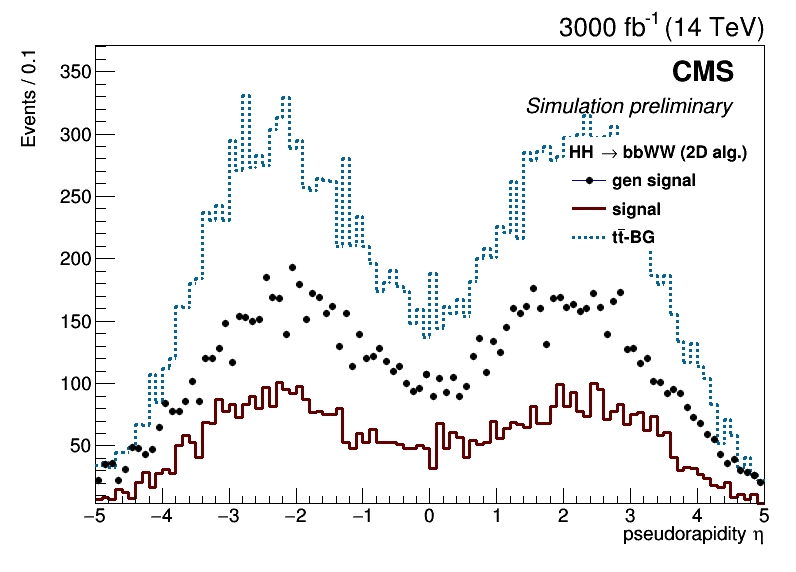 3000 fb⁻¹ (14 TeV)
Events / 0.1
CMS
Simulation preliminary
HH → bbWW (2D alg.)
gen signal
signal
tt̄-BG
350
300
250
200
150
100
50
−5 −4 −3 −2 −1 0 1 2 3 4 5
pseudorapidity η